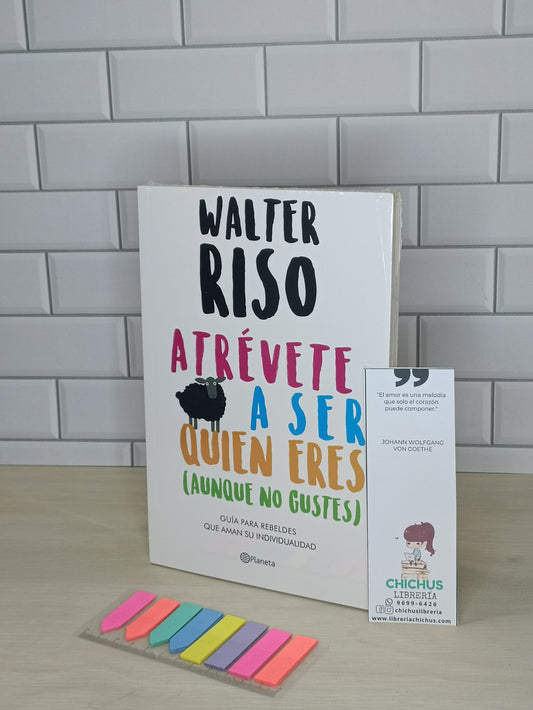 WALTER
RISO
ATRÉVETE
A SER
QUIEN ERES
(AUNQUE NO GUSTES)
GUÍA PARA REBELDES
QUE AMAN SU INDIVIDUALIDAD
Planeta
"El amor es una melodía
que solo el corazón
puede componer."
JOHANN WOLFGANG
VON GOETHE
CHICHUS
LIBRERÍA
9699-6426
chichuslibreria
www.libreriachichus.com